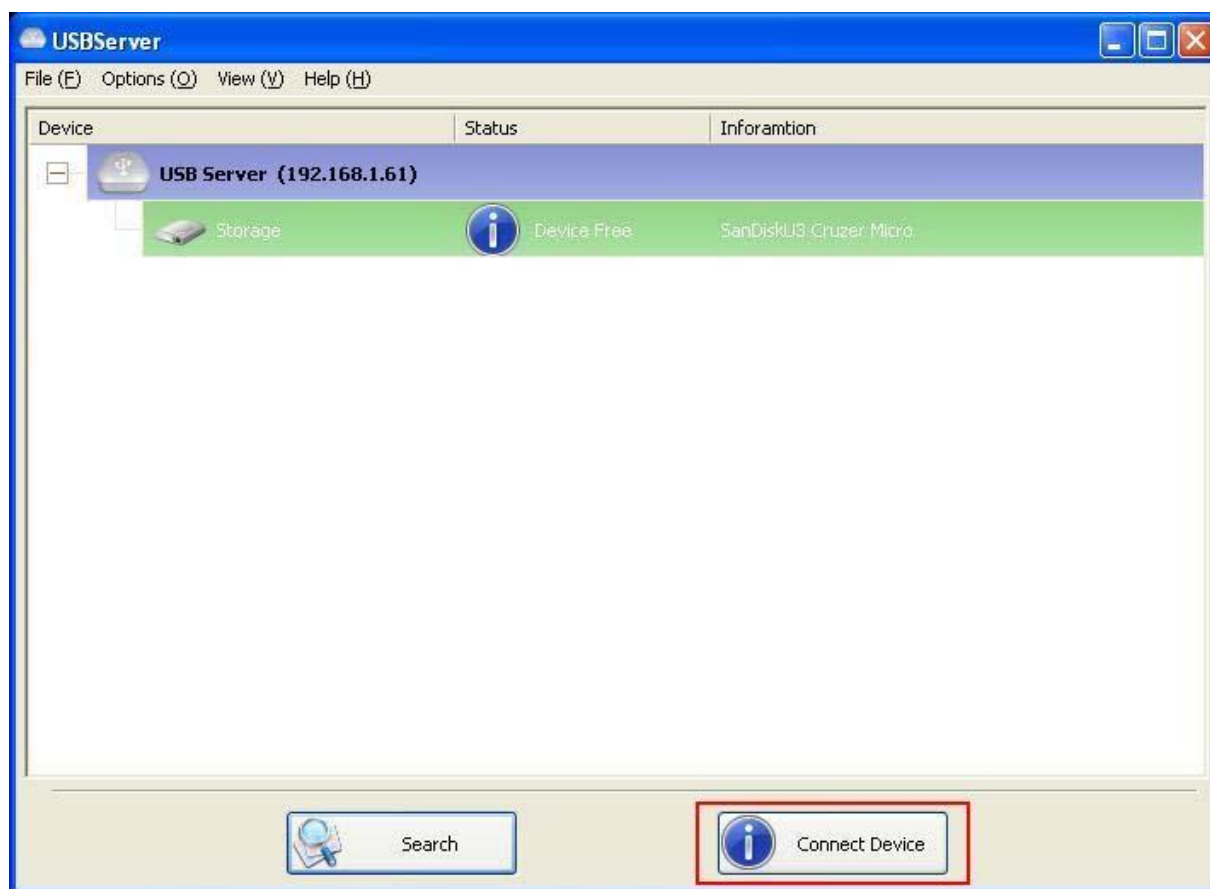 USBServer
File (F) Options (O) View (V) Help (H)
Device Status Inforamtion
USB Server (192.168.1.61)
Storage Device Free SanDiskU3 Cruzer Micro
Search Connect Device